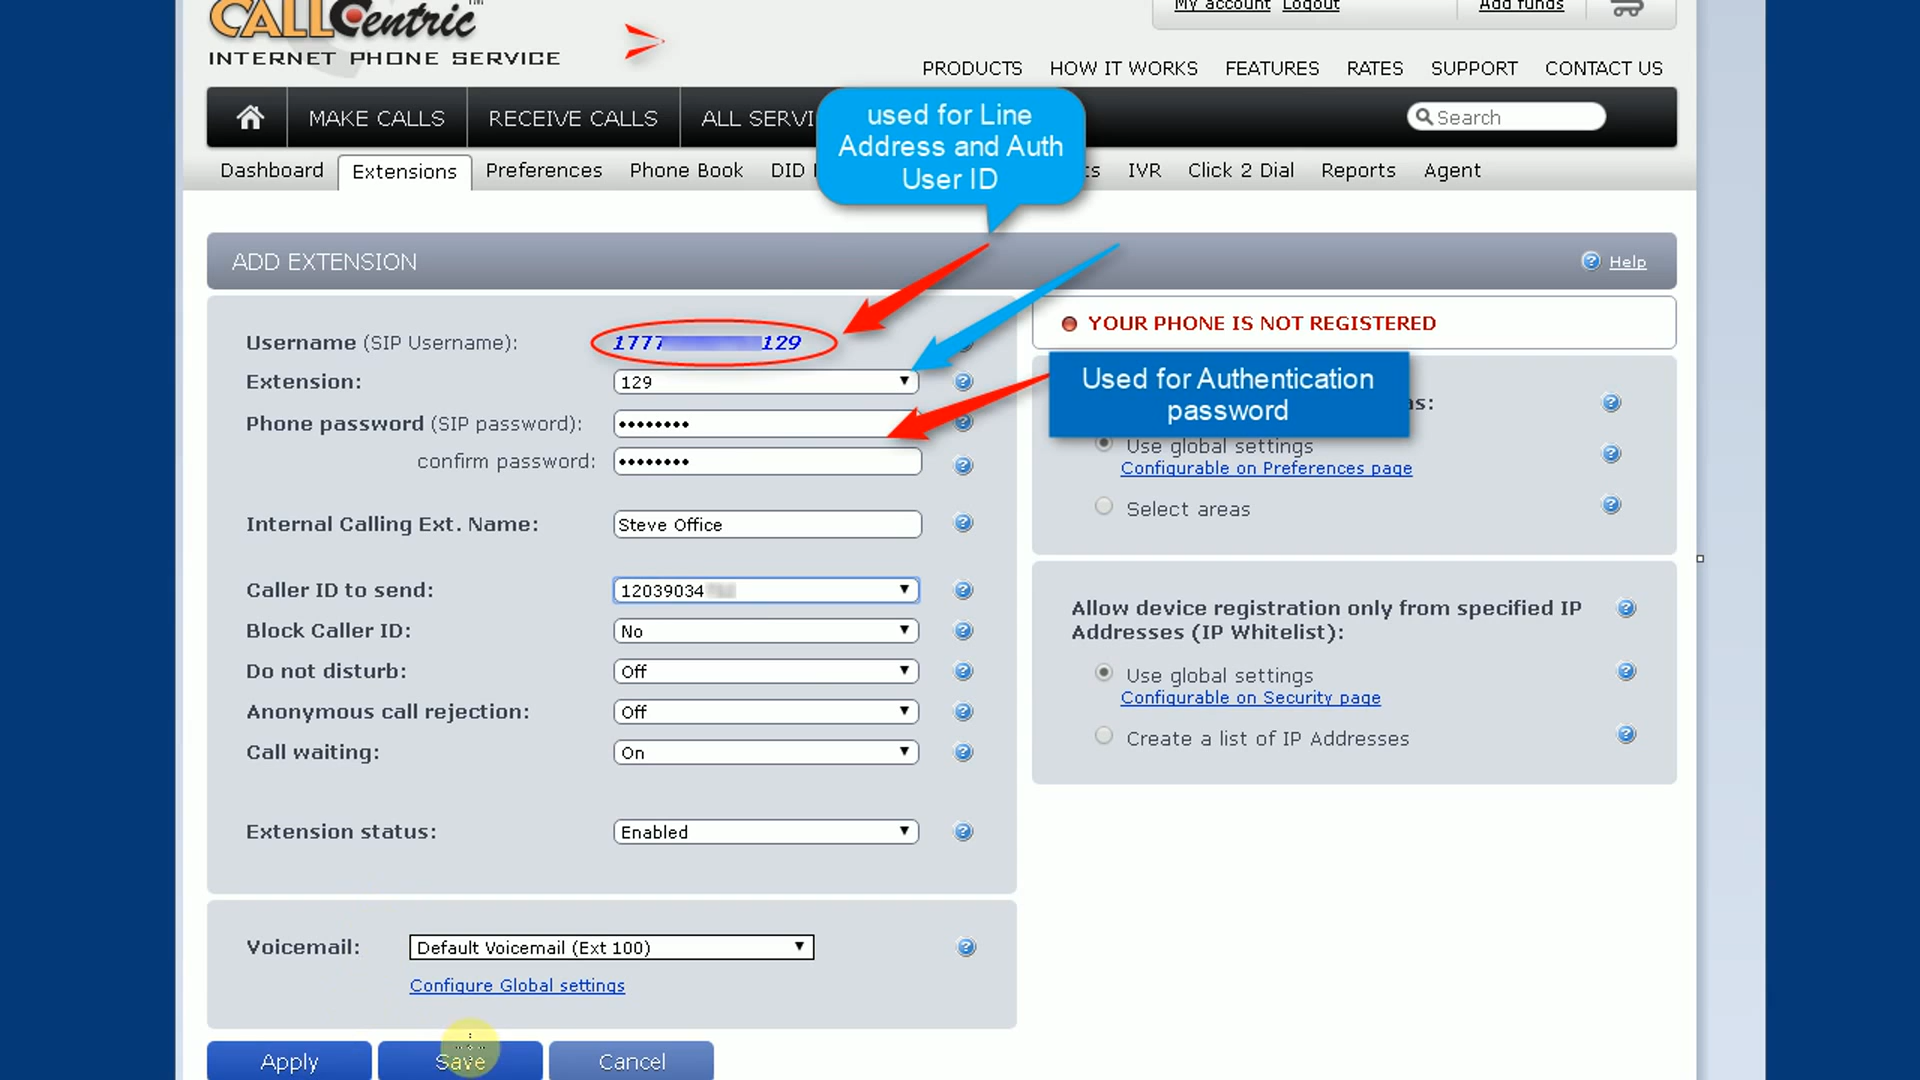 My account Logout Add funds
CALLCentric™
INTERNET PHONE SERVICE
PRODUCTS HOW IT WORKS FEATURES RATES SUPPORT CONTACT US
MAKE CALLS RECEIVE CALLS ALL SERVI Search
used for Line
Address and Auth
User ID
Dashboard Extensions Preferences Phone Book DID ts IVR Click 2 Dial Reports Agent
ADD EXTENSION Help
Username (SIP Username): 1777 129
YOUR PHONE IS NOT REGISTERED
Extension: 129
Used for Authentication
password
as:
Phone password (SIP password): ••••••••
confirm password: ••••••••
Use global settings
Configurable on Preferences page
Select areas
Internal Calling Ext. Name: Steve Office
Caller ID to send: 12039034
Block Caller ID: No
Do not disturb: Off
Anonymous call rejection: Off
Call waiting: On
Extension status: Enabled
Allow device registration only from specified IP
Addresses (IP Whitelist):
Use global settings
Configurable on Security page
Create a list of IP Addresses
Voicemail: Default Voicemail (Ext 100)
Configure Global settings
Apply Save Cancel